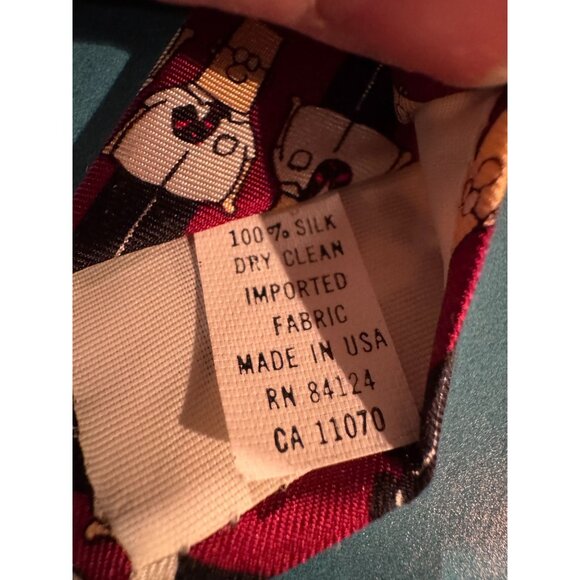 100% SILK
DRY CLEAN
IMPORTED
FABRIC
MADE IN USA
RN 84124
CA 11070